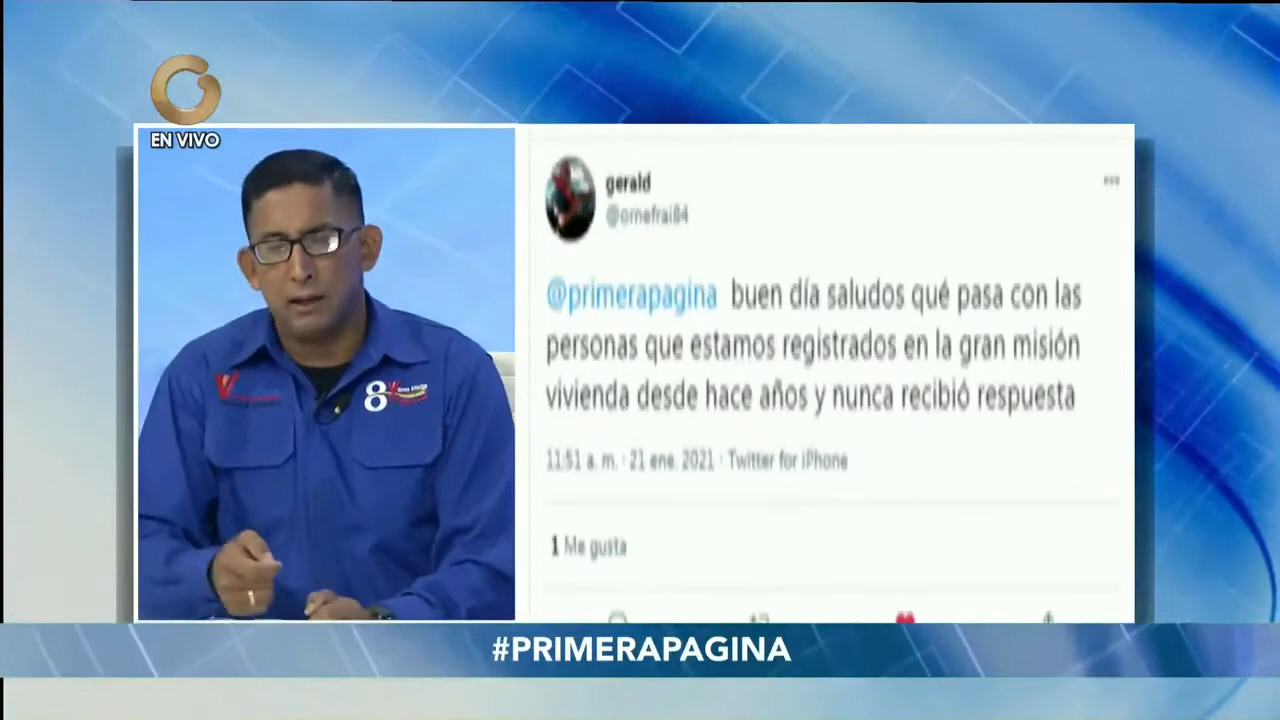 EN VIVO
gerald
@omefrai84
@primerapagina buen día saludos qué pasa con las
personas que estamos registrados en la gran misión
vivienda desde hace años y nunca recibió respuesta
11:51 a. m. · 21 ene. 2021 · Twitter for iPhone
1 Me gusta
8
#PRIMERAPAGINA